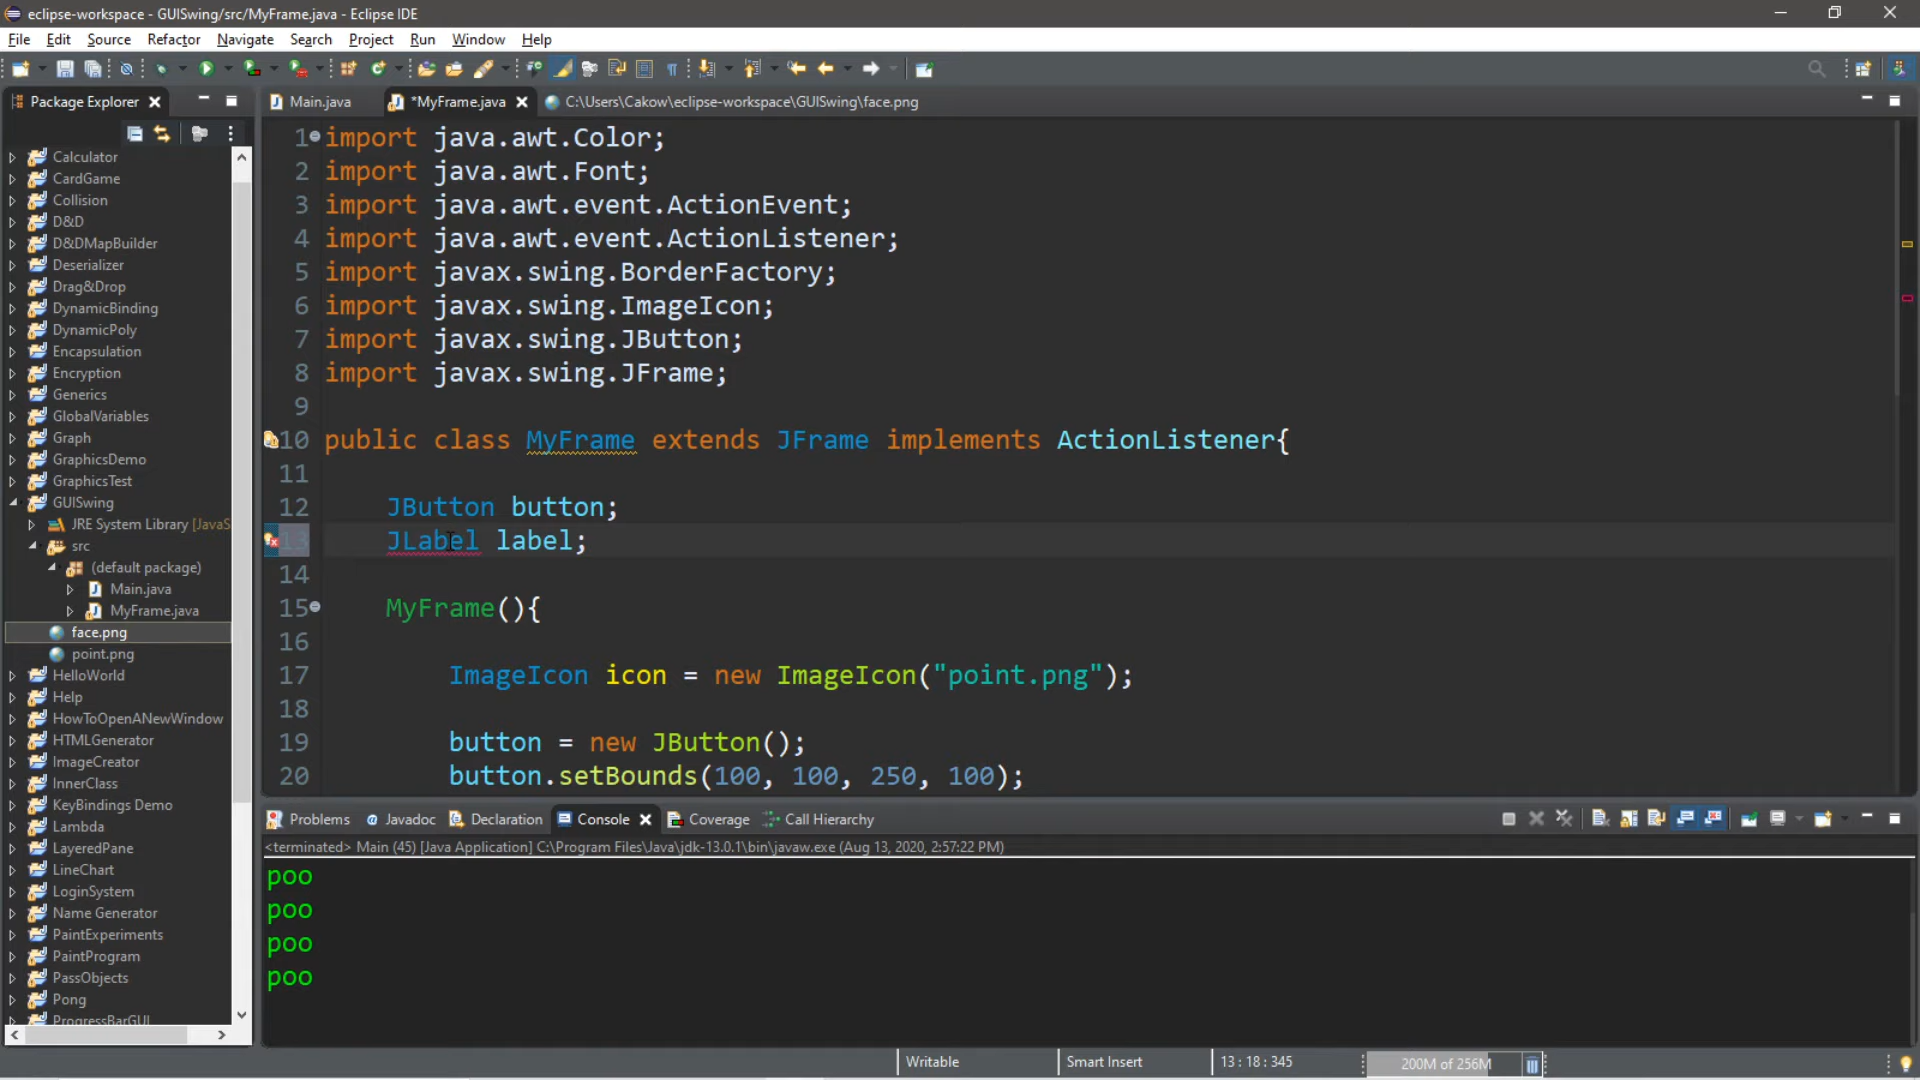 eclipse-workspace - GUISwing/src/MyFrame.java - Eclipse IDE
File Edit Source Refactor Navigate Search Project Run Window Help
Package Explorer
Main.java *MyFrame.java C:\Users\Cakow\eclipse-workspace\GUISwing\face.png
Calculator
CardGame
Collision
D&D
D&DMapBuilder
Deserializer
Drag&Drop
DynamicBinding
DynamicPoly
Encapsulation
Encryption
Generics
GlobalVariables
Graph
GraphicsDemo
GraphicsTest
GUISwing
JRE System Library [JavaS
src
(default package)
Main.java
MyFrame.java
face.png
point.png
HelloWorld
Help
HowToOpenANewWindow
HTMLGenerator
ImageCreator
InnerClass
KeyBindings Demo
Lambda
LayeredPane
LineChart
LoginSystem
Name Generator
PaintExperiments
PaintProgram
PassObjects
Pong
ProgressBarGUI
1 import java.awt.Color;
2 import java.awt.Font;
3 import java.awt.event.ActionEvent;
4 import java.awt.event.ActionListener;
5 import javax.swing.BorderFactory;
6 import javax.swing.ImageIcon;
7 import javax.swing.JButton;
8 import javax.swing.JFrame;
9
10 public class MyFrame extends JFrame implements ActionListener{
11
12 JButton button;
13 JLabel label;
14
15 MyFrame(){
16
17 ImageIcon icon = new ImageIcon("point.png");
18
19 button = new JButton();
20 button.setBounds(100, 100, 250, 100);
Problems Javadoc Declaration Console Coverage Call Hierarchy
<terminated> Main (45) [Java Application] C:\Program Files\Java\jdk-13.0.1\bin\javaw.exe (Aug 13, 2020, 2:57:22 PM)
poo
poo
poo
poo
Writable Smart Insert 13 : 18 : 345 200M of 256M